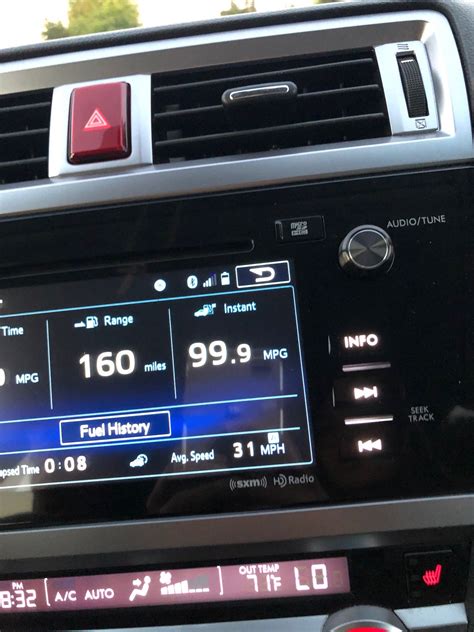 AUDIO/TUNE
Time
Range
Instant
160 miles
99.9 MPG
MPG
INFO
Fuel History
SEEK
TRACK
apsed Time 0:08
Avg. Speed 31 MPH
((sxm)) HD Radio
PM
8:32
A/C AUTO
OUT TEMP
71°F LO